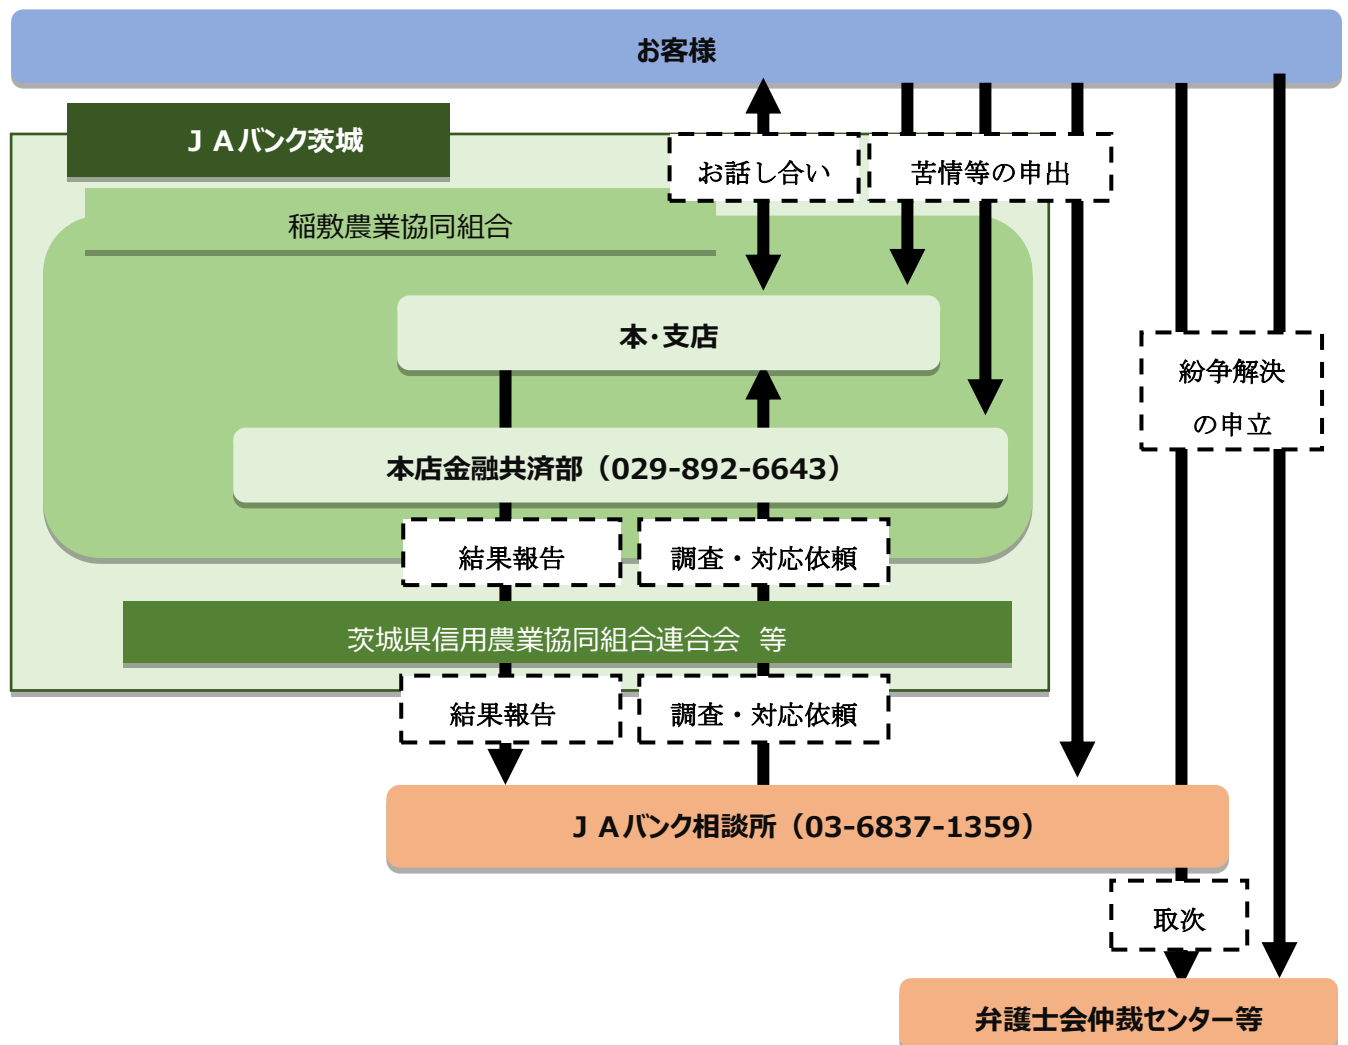 お客様
ＪＡバンク茨城
お話し合い
苦情等の申出
稲敷農業協同組合
本・支店
紛争解決
の申立
本店金融共済部（029-892-6643）
結果報告
調査・対応依頼
茨城県信用農業協同組合連合会　等
結果報告
調査・対応依頼
ＪＡバンク相談所（03-6837-1359）
取次
弁護士会仲裁センター等